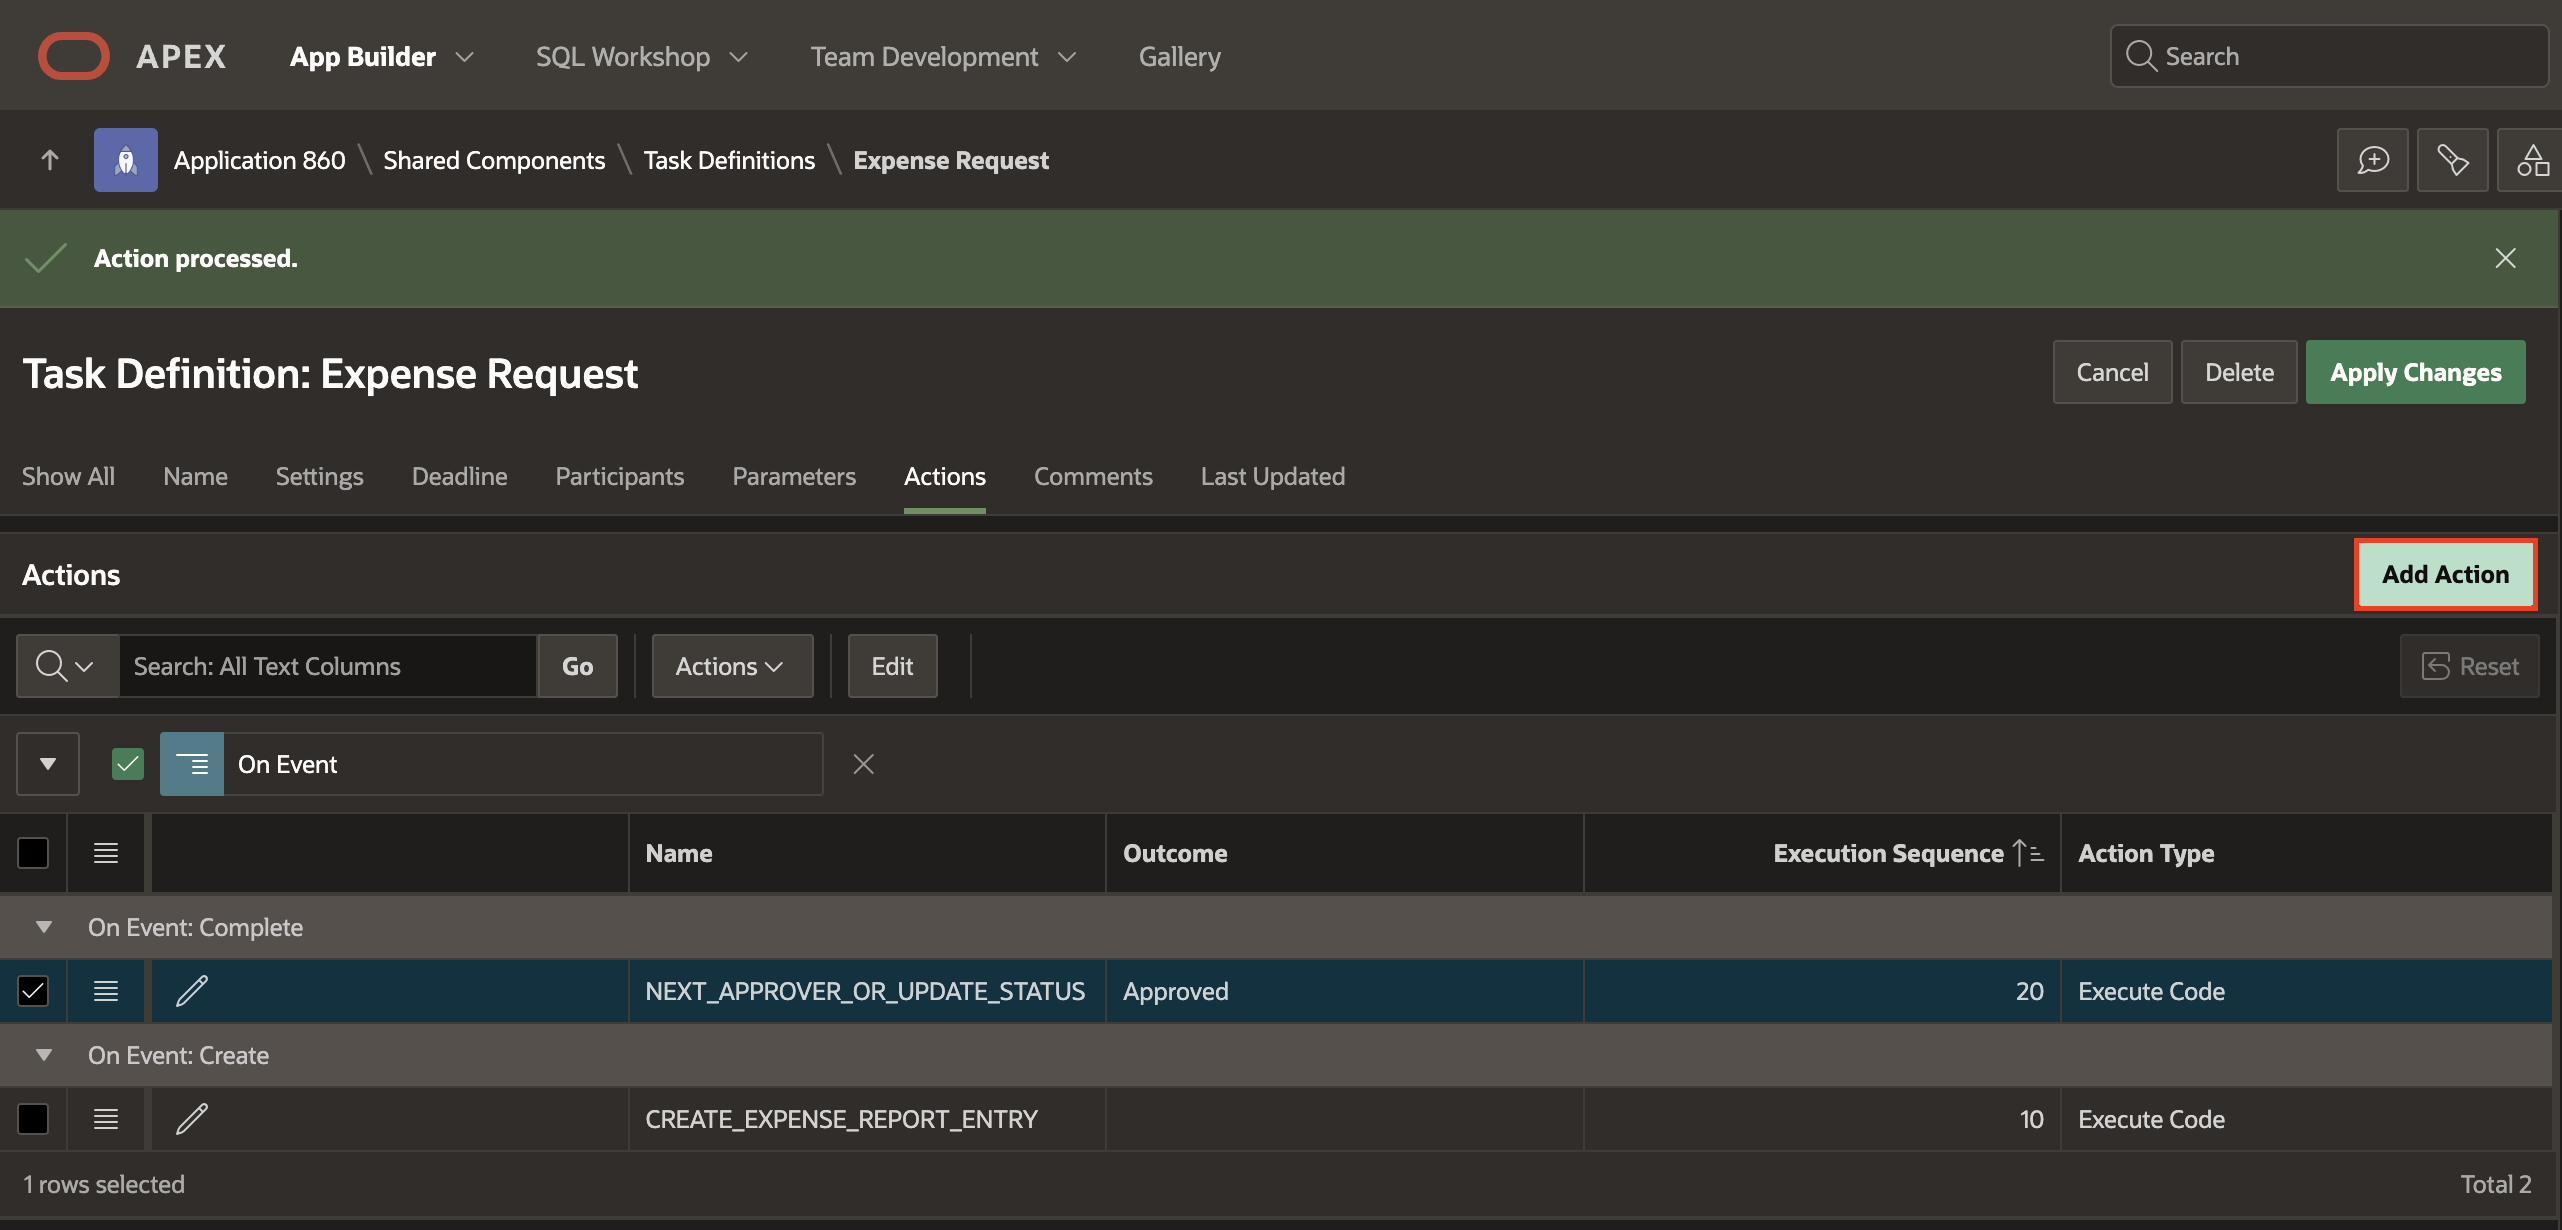 APEX App Builder SQL Workshop Team Development Gallery Search
Application 860 \ Shared Components \ Task Definitions \ Expense Request
Action processed.
Task Definition: Expense Request Cancel Delete Apply Changes
Show All Name Settings Deadline Participants Parameters Actions Comments Last Updated
Actions Add Action
Search: All Text Columns Go Actions Edit Reset
On Event
Name Outcome Execution Sequence Action Type
On Event: Complete
NEXT_APPROVER_OR_UPDATE_STATUS Approved 20 Execute Code
On Event: Create
CREATE_EXPENSE_REPORT_ENTRY 10 Execute Code
1 rows selected Total 2